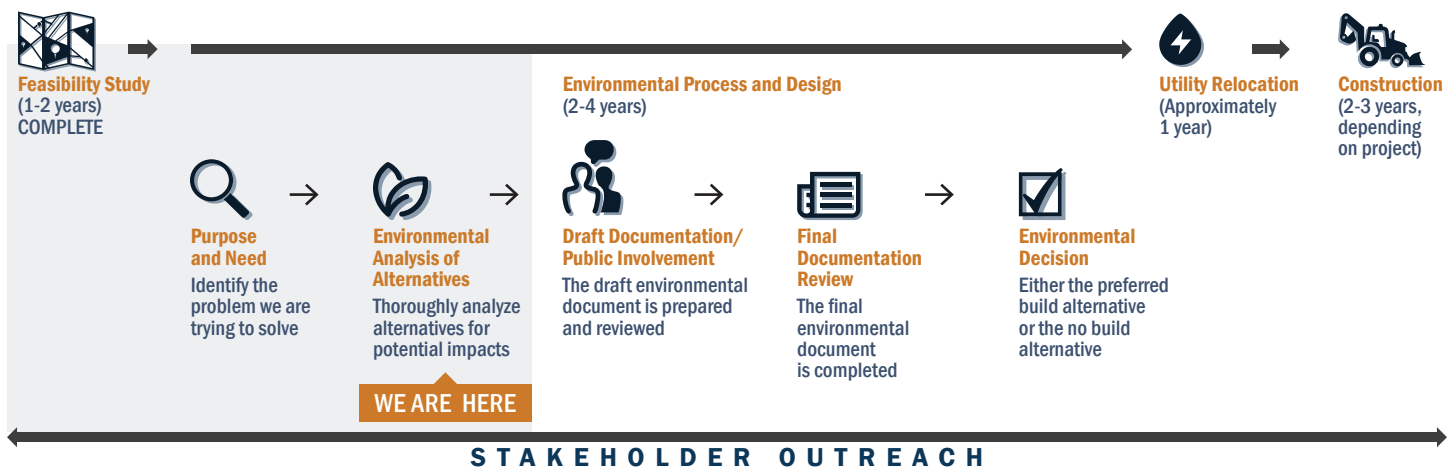 Feasibility Study
(1-2 years)
COMPLETE
Environmental Process and Design
(2-4 years)
Utility Relocation
(Approximately
1 year)
Construction
(2-3 years,
depending
on project)
Purpose
and Need
Identify the
problem we are
trying to solve
Environmental
Analysis of
Alternatives
Thoroughly analyze
alternatives for
potential impacts
WE ARE HERE
Draft Documentation/
Public Involvement
The draft environmental
document is prepared
and reviewed
Final
Documentation
Review
The final
environmental
document
is completed
Environmental
Decision
Either the preferred
build alternative
or the no build
alternative
STAKEHOLDER OUTREACH